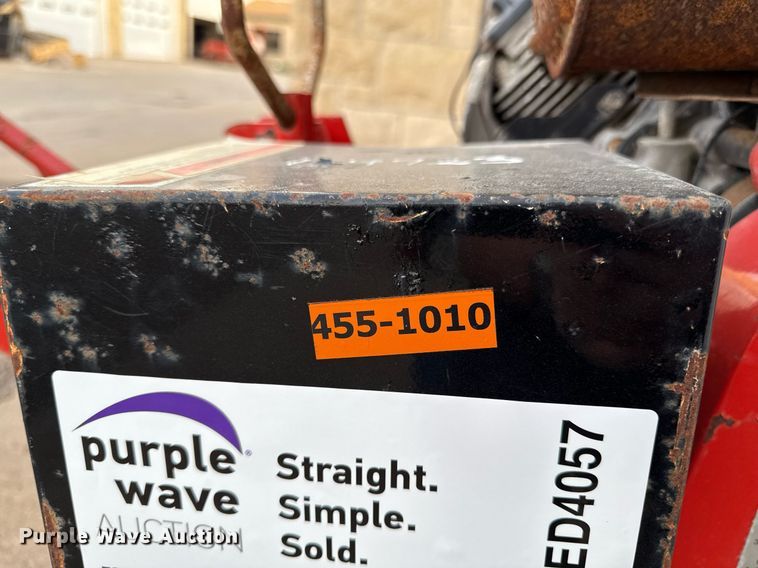 455-1010
purple
wave
AUCTION
Straight.
Simple.
Sold.
ED4057
Purple Wave Auction